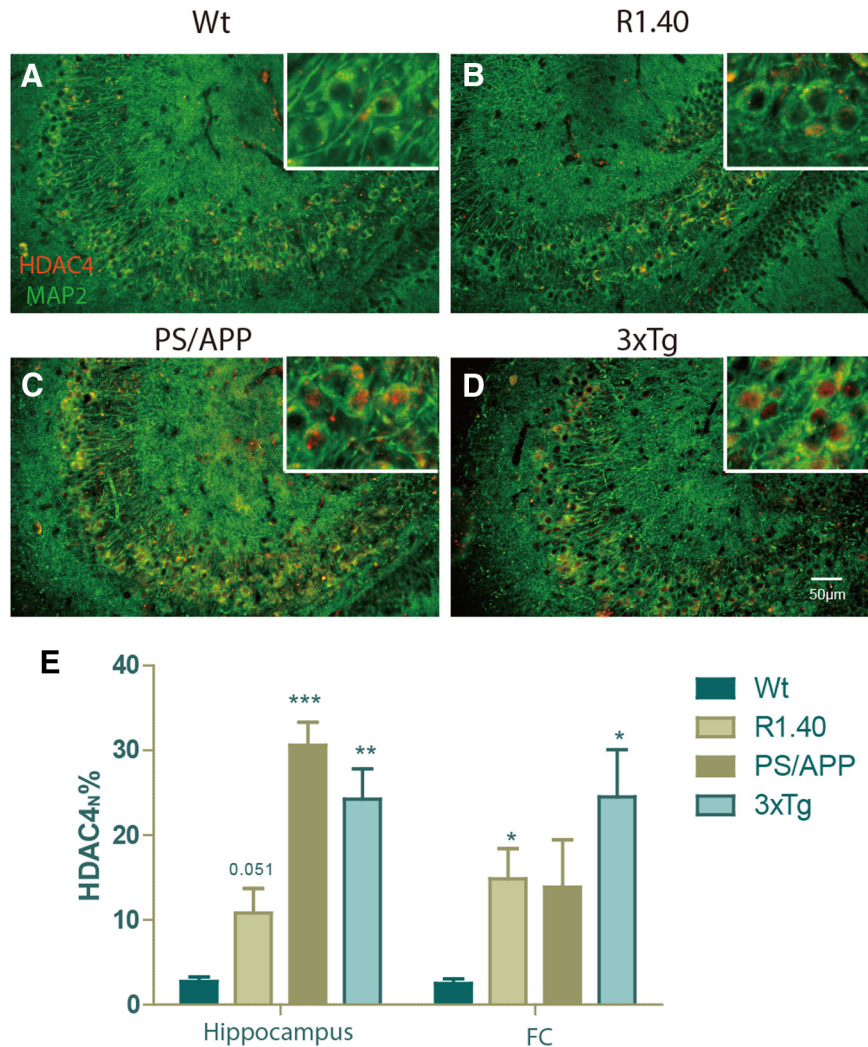 Wt
R1.40
A
B
HDAC4
MAP2
PS/APP
3xTg
C
D
50μm
E
40
30
20
10
0
HDAC4N%
0.051
***
**
*
*
Hippocampus
FC
Wt
R1.40
PS/APP
3xTg